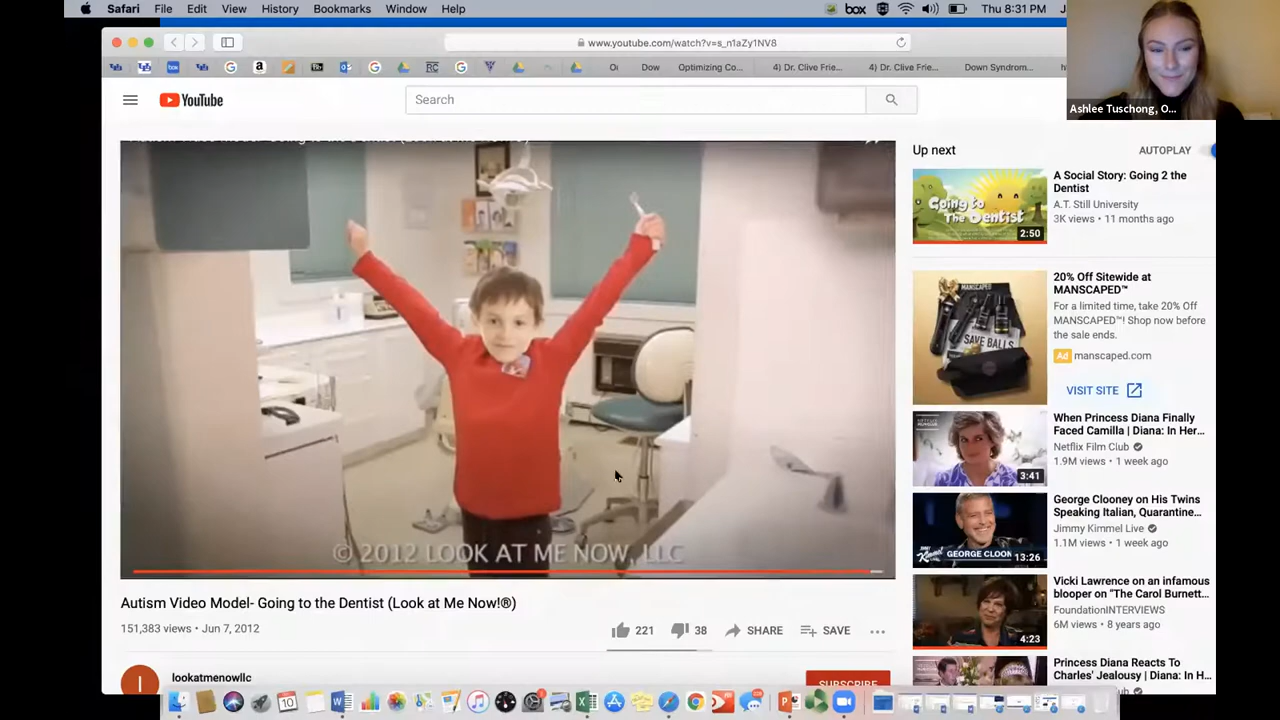 Safari File Edit View History Bookmarks Window Help
box Thu 8:31 PM
www.youtube.com/watch?v=s_n1aZy1NV8
Optimizing Co... 4) Dr. Clive Frie... 4) Dr. Clive Frie... Down Syndrom...
YouTube
Search
Ashlee Tuschong, O...
Up next
AUTOPLAY
Going to The Dentist
2:50
A Social Story: Going 2 the
Dentist
A.T. Still University
3K views • 11 months ago
MANSCAPED
SAVE BALLS
20% Off Sitewide at
MANSCAPED™
For a limited time, take 20% Off
MANSCAPED™! Shop now before
the sale ends.
Ad manscaped.com
VISIT SITE
3:41
When Princess Diana Finally
Faced Camilla | Diana: In Her...
Netflix Film Club
1.9M views • 1 week ago
GEORGE CLOON
13:26
George Clooney on His Twins
Speaking Italian, Quarantine...
Jimmy Kimmel Live
1.1M views • 1 week ago
4:23
Vicki Lawrence on an infamous
blooper on "The Carol Burnett...
FoundationINTERVIEWS
6M views • 8 years ago
Princess Diana Reacts To
Charles' Jealousy | Diana: In H...
© 2012 LOOK AT ME NOW, LLC
Autism Video Model- Going to the Dentist (Look at Me Now!®)
151,383 views • Jun 7, 2012
221 38 SHARE SAVE
lookatmenowllc
SUBSCRIBE